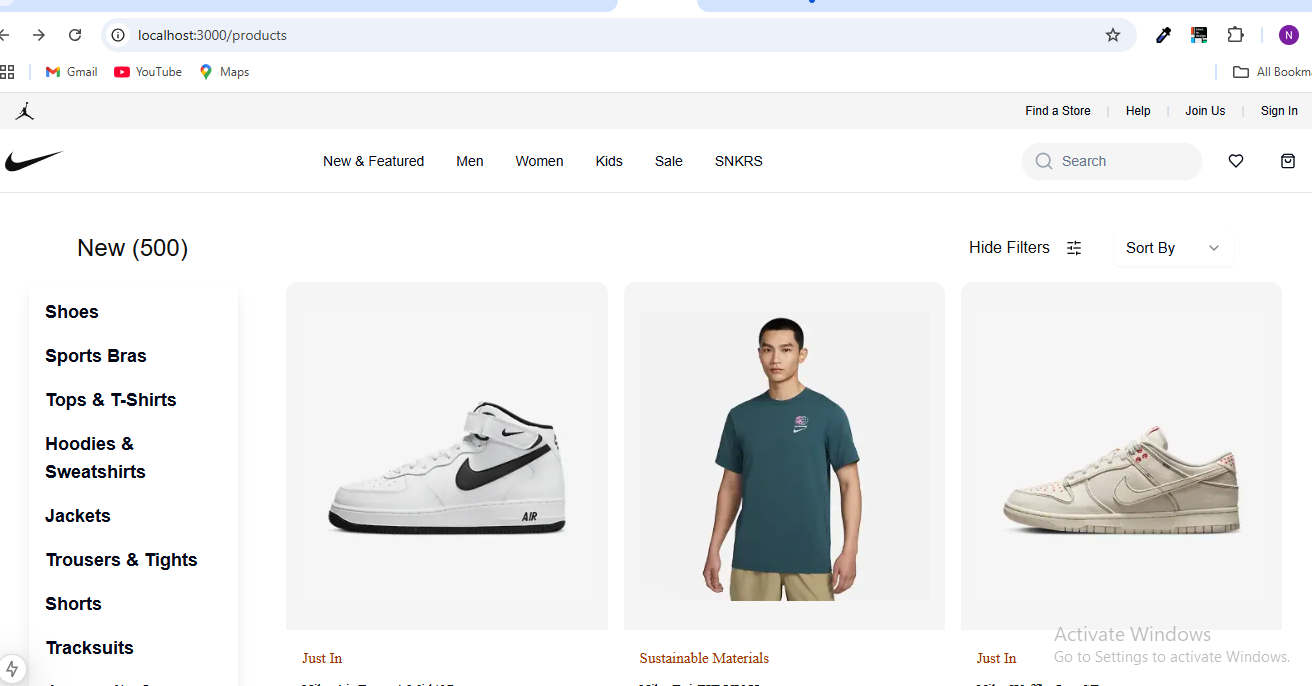 localhost:3000/products
N
Gmail YouTube Maps All Bookm
Find a Store Help Join Us Sign In
New & Featured Men Women Kids Sale SNKRS Search
New (500) Hide Filters Sort By
Shoes
Sports Bras
Tops & T-Shirts
Hoodies &
Sweatshirts
Jackets
Trousers & Tights
Shorts
Tracksuits
AIR
Just In Sustainable Materials Just In
Activate Windows
Go to Settings to activate Windows.